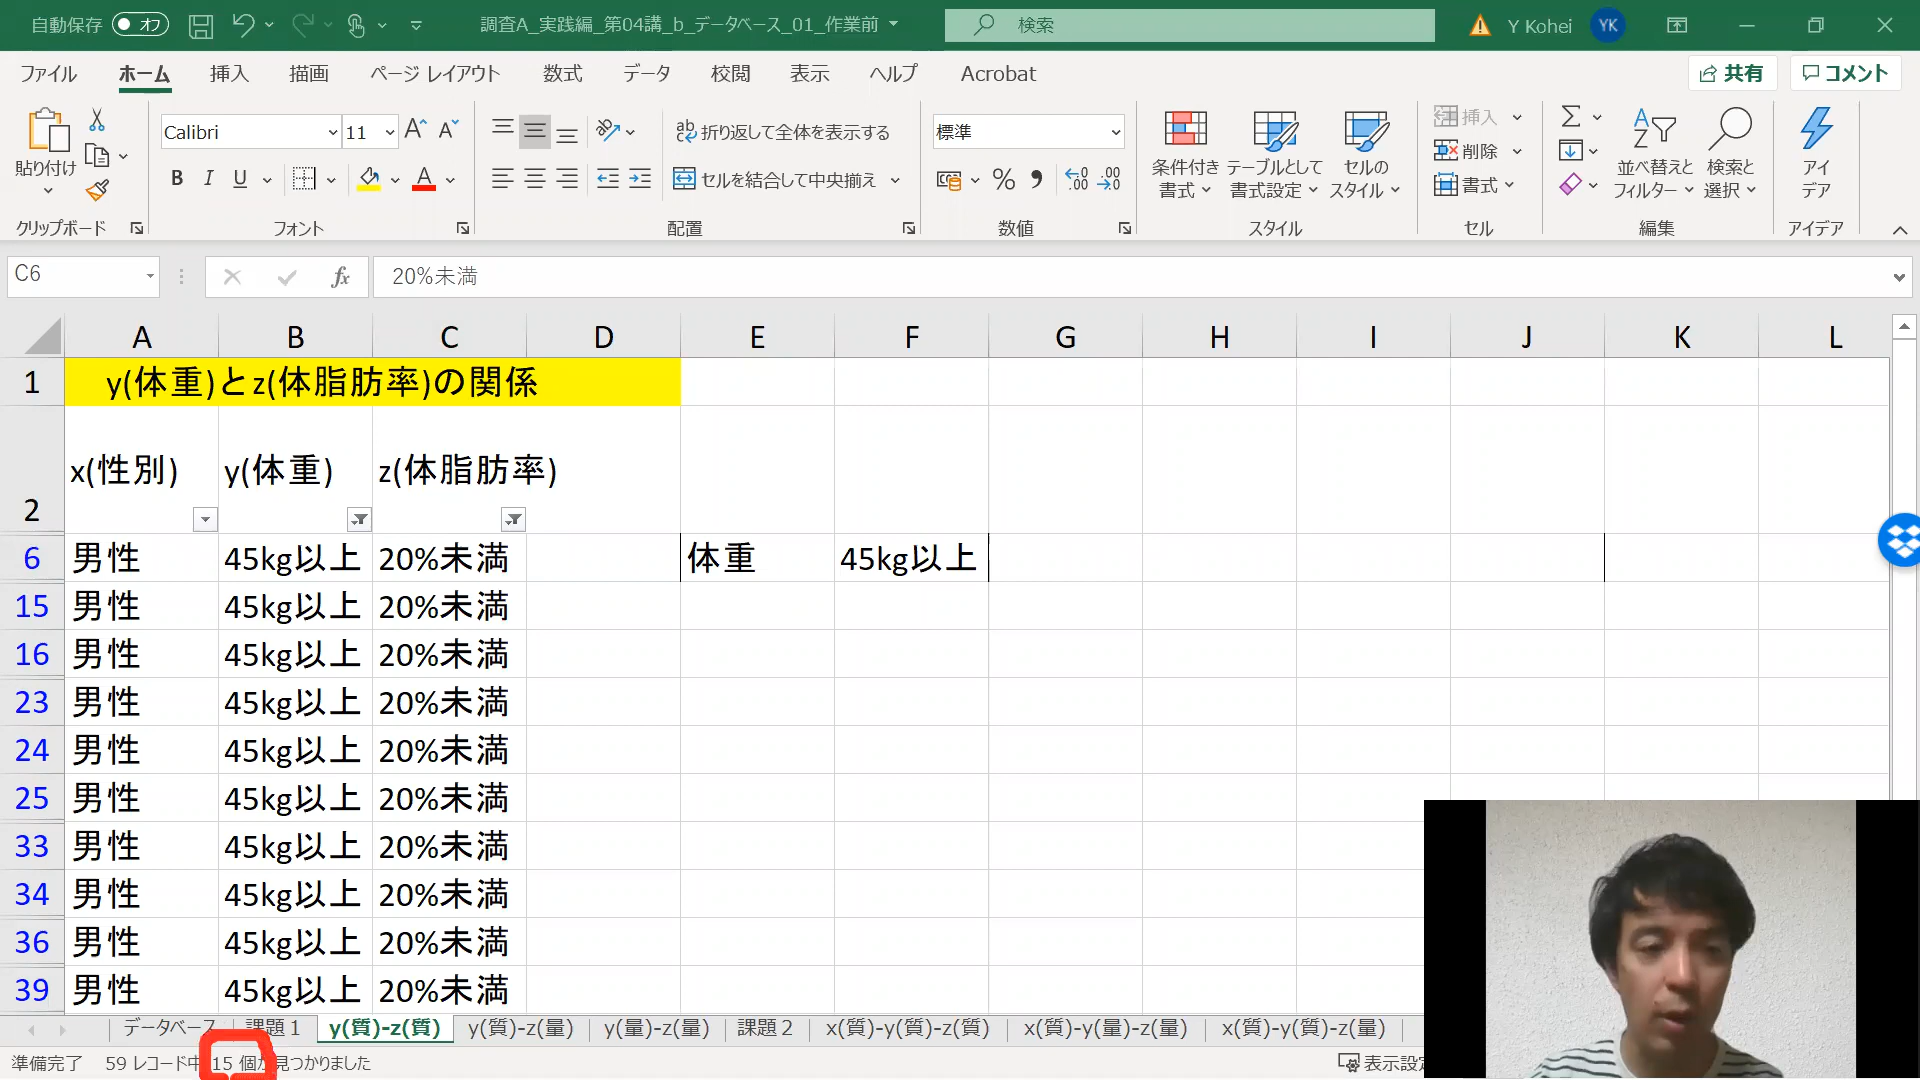 自動保存 オフ 調査A_実践編_第04講_b_データベース_01_作業前 検索 Y Kohei YK
ファイル ホーム 挿入 描画 ページ レイアウト 数式 データ 校閲 表示 ヘルプ Acrobat 共有 コメント
貼り付け Calibri 11 折り返して全体を表示する 標準 条件付き書式 テーブルとして書式設定 セルのスタイル 挿入 並べ替えとフィルター 検索と選択 アイデア
B I U セルを結合して中央揃え 削除
書式
クリップボード フォント 配置 数値 スタイル セル 編集 アイデア
C6 fx 20%未満
A B C D E F G H I J K L
1 y(体重)とz(体脂肪率)の関係
2 x(性別) y(体重) z(体脂肪率)
6 男性 45kg以上 20%未満 体重 45kg以上
15 男性 45kg以上 20%未満
16 男性 45kg以上 20%未満
23 男性 45kg以上 20%未満
24 男性 45kg以上 20%未満
25 男性 45kg以上 20%未満
33 男性 45kg以上 20%未満
34 男性 45kg以上 20%未満
36 男性 45kg以上 20%未満
39 男性 45kg以上 20%未満
データベース 課題1 y(質)-z(質) y(質)-z(量) y(量)-z(量) 課題2 x(質)-y(質)-z(質) x(質)-y(量)-z(量) x(質)-y(質)-z(量)
準備完了 59 レコード中 15 個が見つかりました 表示設定